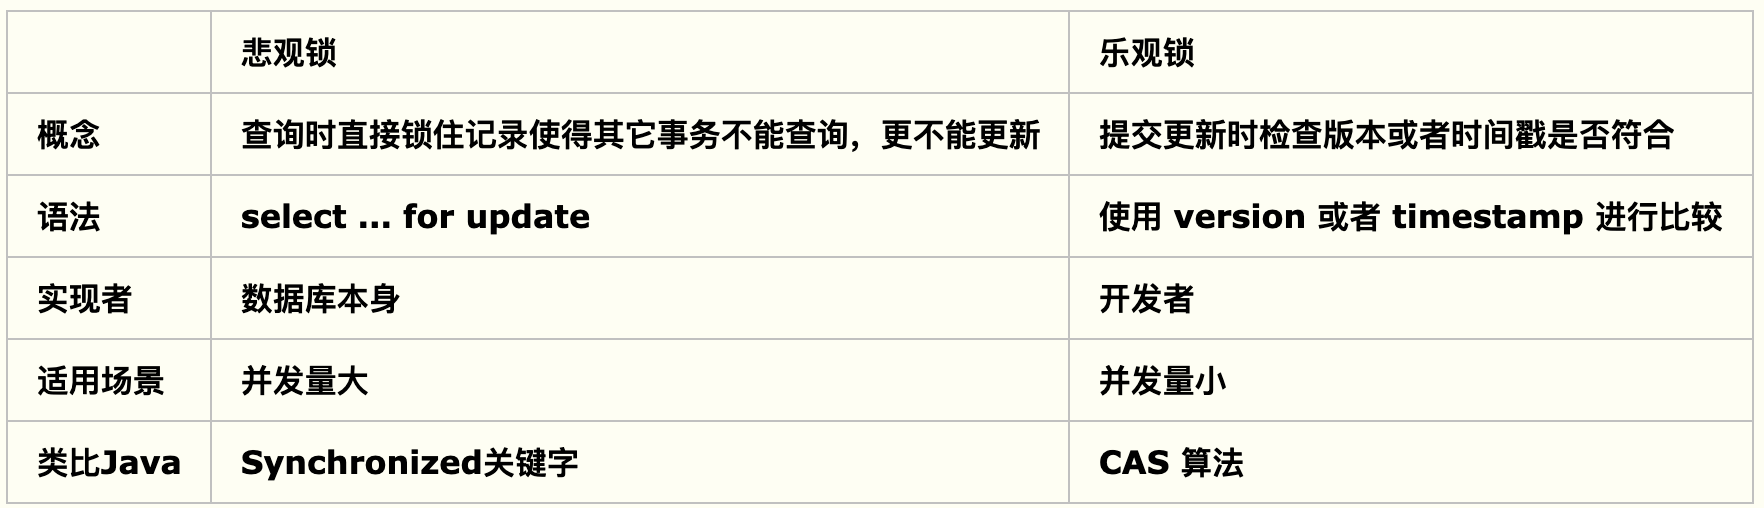 悲观锁 乐观锁
概念 查询时直接锁住记录使得其它事务不能查询，更不能更新 提交更新时检查版本或者时间戳是否符合
语法 select ... for update 使用 version 或者 timestamp 进行比较
实现者 数据库本身 开发者
适用场景 并发量大 并发量小
类比Java Synchronized关键字 CAS 算法